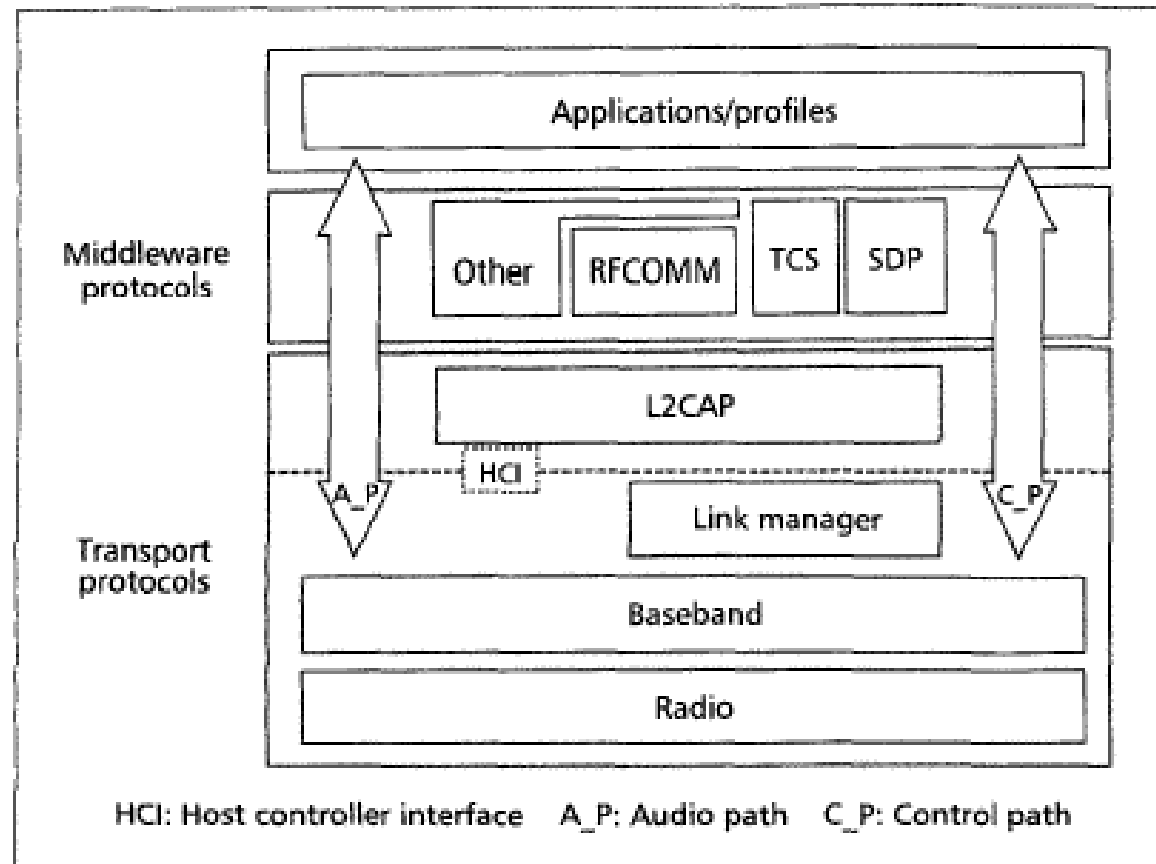 Applications/profiles
Middleware
protocols
Other
RFCOMM
TCS
SDP
L2CAP
HCI
A_P
C_P
Link manager
Transport
protocols
Baseband
Radio
HCI: Host controller interface A_P: Audio path C_P: Control path